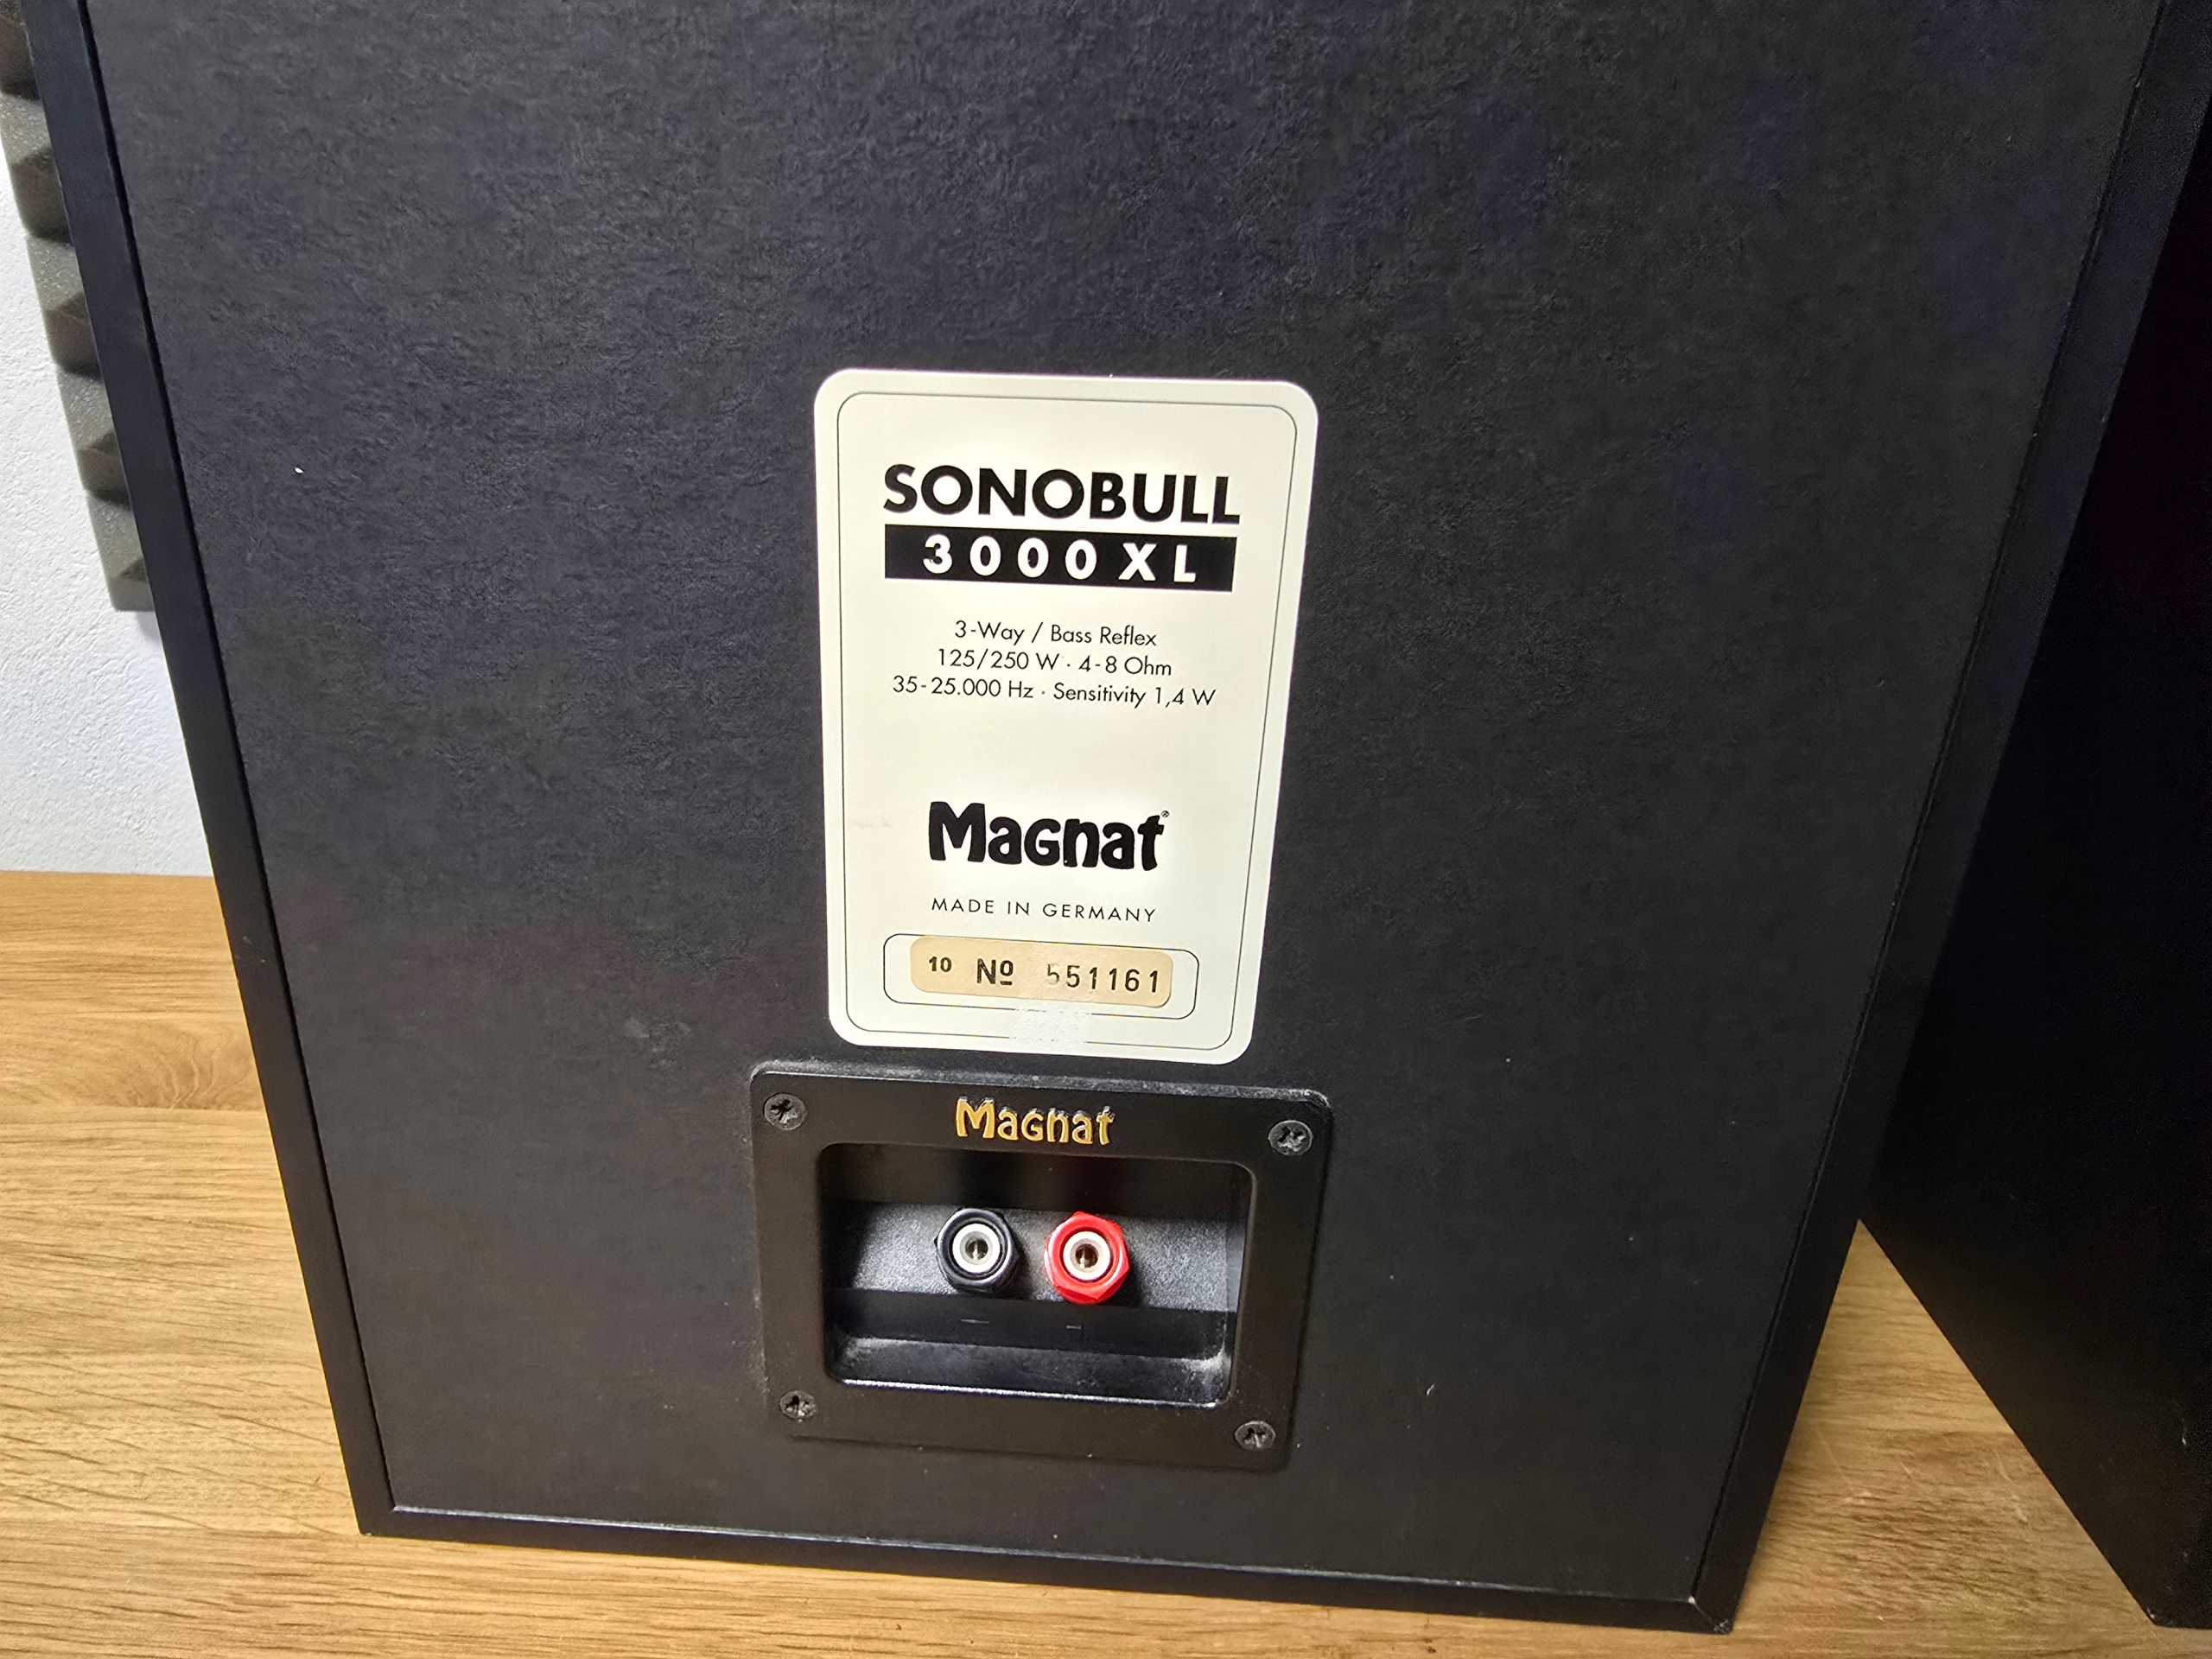 SONOBULL
3000 XL
3-Way / Bass Reflex
125/250 W · 4-8 Ohm
35-25.000 Hz · Sensitivity 1,4 W
Magnat®
MADE IN GERMANY
10 Nº 551161
Magnat